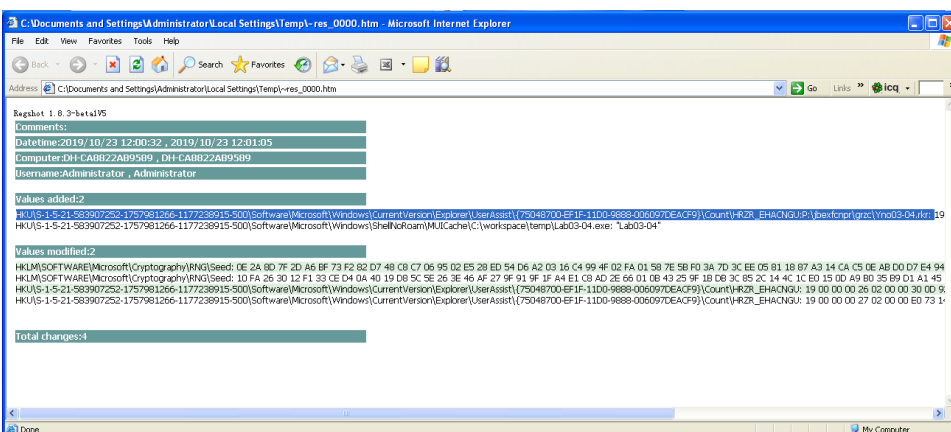 C:\Documents and Settings\Administrator\Local Settings\Temp\~res_0000.htm - Microsoft Internet Explorer
File Edit View Favorites Tools Help
Back Search Favorites
Address C:\Documents and Settings\Administrator\Local Settings\Temp\~res_0000.htm Go Links » icq
Regshot 1.8.3-beta1V5
Comments:
Datetime:2019/10/23 12:00:32 , 2019/10/23 12:01:05
Computer:DH-CA8822AB9589 , DH-CA8822AB9589
Username:Administrator , Administrator
Values added:2
HKU\S-1-5-21-583907252-1757981266-1177238915-500\Software\Microsoft\Windows\CurrentVersion\Explorer\UserAssist\{75048700-EF1F-11D0-9888-006097DEACF9}\Count\HRZR_EHACNGU:P:\jbexfcnpr\grzc\Yno03-04.rkr: 19
HKU\S-1-5-21-583907252-1757981266-1177238915-500\Software\Microsoft\Windows\ShellNoRoam\MUICache\C:\workspace\temp\Lab03-04.exe: "Lab03-04"
Values modified:2
HKLM\SOFTWARE\Microsoft\Cryptography\RNG\Seed: 0E 2A 8D 7F 2D A6 BF 73 F2 82 D7 48 C8 C7 06 95 02 E5 28 ED 54 D6 A2 03 16 C4 99 4F 02 FA 01 58 7E 5B F0 3A 7D 3C EE 05 81 18 87 A3 14 CA C5 0E AB D0 D7 E4 94
HKLM\SOFTWARE\Microsoft\Cryptography\RNG\Seed: 10 FA 26 30 12 F1 33 CE D4 0A 40 19 D8 5C 5E 26 3E 46 AF 27 9F 91 9F 1F A4 E1 C8 AD 2E 66 01 0B 43 25 9F 1B DB 3C 85 2C 14 4C 1C E0 15 0D A9 B0 35 B9 D1 A1 45
HKU\S-1-5-21-583907252-1757981266-1177238915-500\Software\Microsoft\Windows\CurrentVersion\Explorer\UserAssist\{75048700-EF1F-11D0-9888-006097DEACF9}\Count\HRZR_EHACNGU: 19 00 00 00 26 02 00 00 30 0D
HKU\S-1-5-21-583907252-1757981266-1177238915-500\Software\Microsoft\Windows\CurrentVersion\Explorer\UserAssist\{75048700-EF1F-11D0-9888-006097DEACF9}\Count\HRZR_EHACNGU: 19 00 00 00 27 02 00 00 E0 73
Total changes:4
Done My Computer